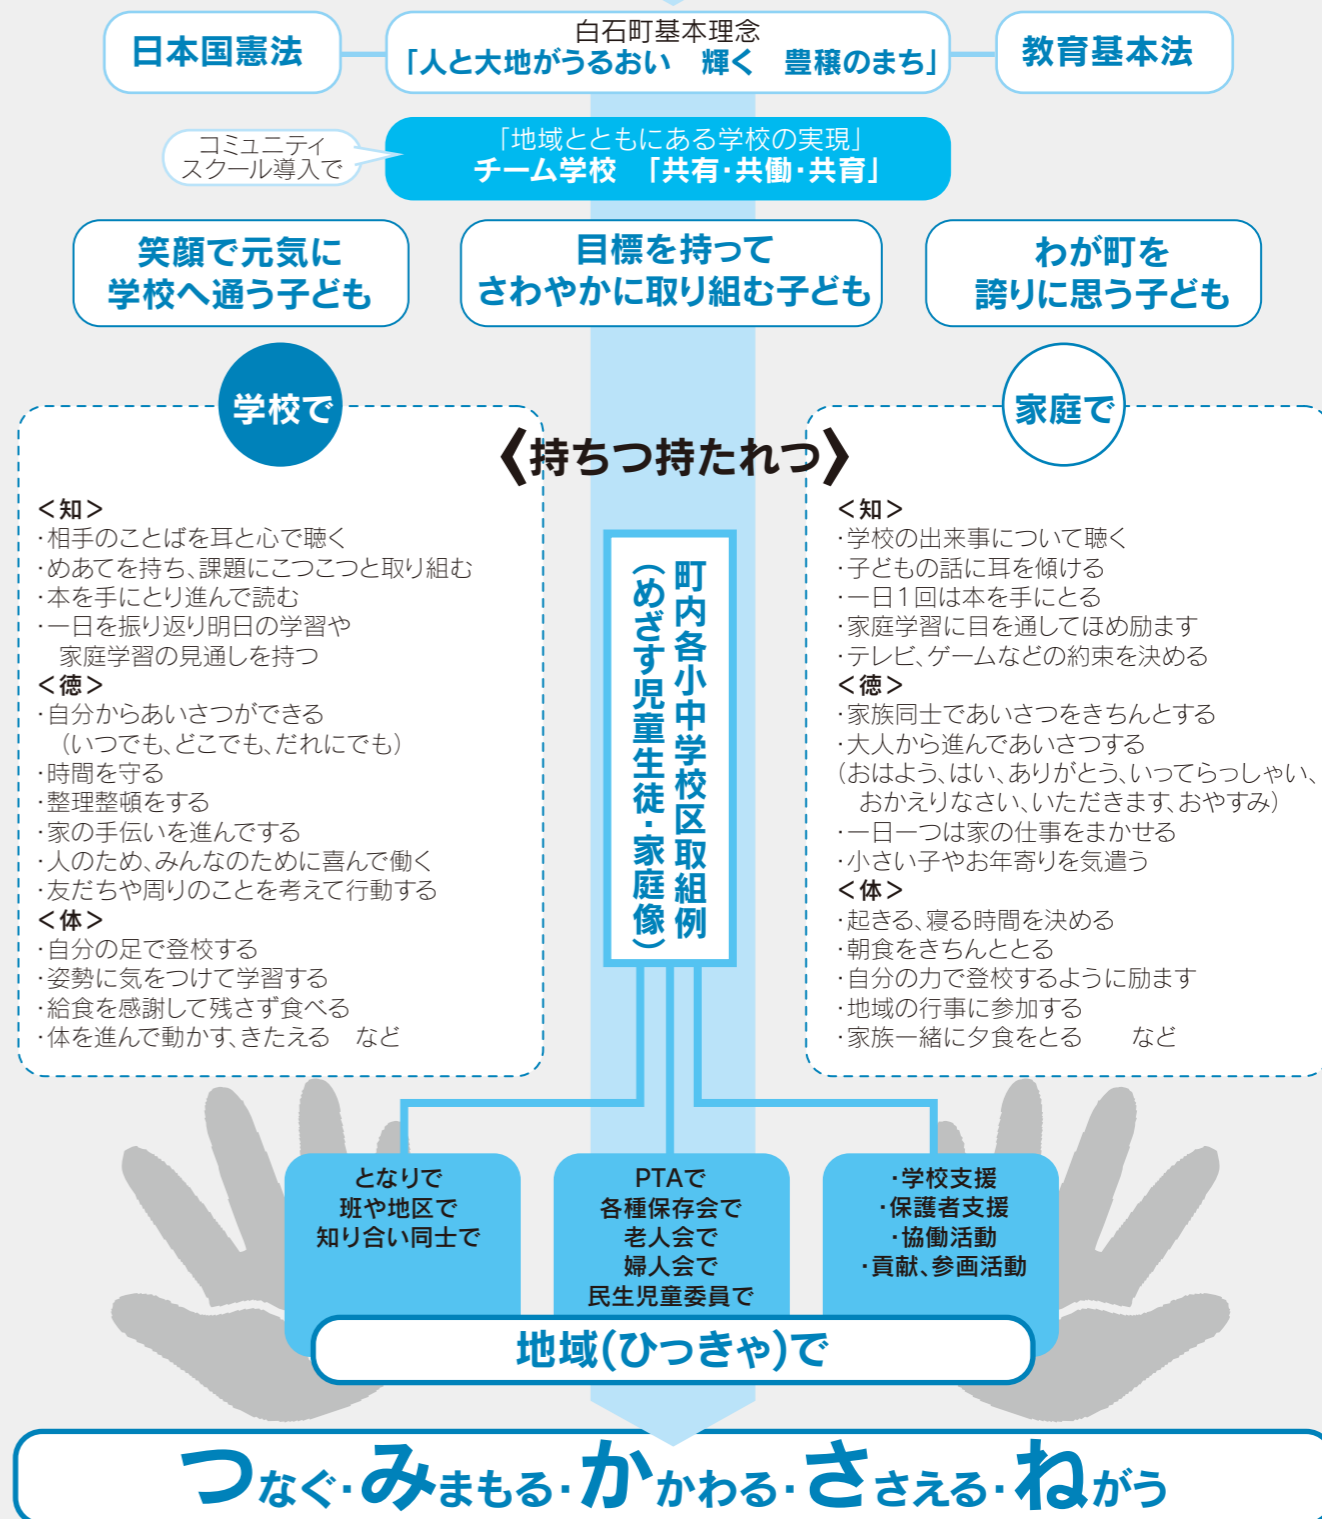 日本国憲法
白石町基本理念
「人と大地がうるおい　輝く　豊穣のまち」
教育基本法
コミュニティ
スクール導入で
「地域とともにある学校の実現」
チーム学校　「共有・共働・共育」
笑顔で元気に
学校へ通う子ども
目標を持って
さわやかに取り組む子ども
わが町を
誇りに思う子ども
学校で
〈持ちつ持たれつ〉
家庭で
＜知＞
・相手のことばを耳と心で聴く
・めあてを持ち、課題にこつこつと取り組む
・本を手にとり進んで読む
・一日を振り返り明日の学習や
家庭学習の見通しを持つ
＜徳＞
・自分からあいさつができる
（いつでも、どこでも、だれにでも）
・時間を守る
・整理整頓をする
・家の手伝いを進んでする
・人のため、みんなのために喜んで働く
・友だちや周りのことを考えて行動する
＜体＞
・自分の足で登校する
・姿勢に気をつけて学習する
・給食を感謝して残さず食べる
・体を進んで動かす、きたえる　など
町内各小中学校区取組例
（めざす児童生徒・家庭像）
＜知＞
・学校の出来事について聴く
・子どもの話に耳を傾ける
・一日1回は本を手にとる
・家庭学習に目を通してほめ励ます
・テレビ、ゲームなどの約束を決める
＜徳＞
・家族同士であいさつをきちんとする
・大人から進んであいさつする
（おはよう、はい、ありがとう、いってらっしゃい、
おかえりなさい、いただきます、おやすみ）
・一日一つは家の仕事をまかせる
・小さい子やお年寄りを気遣う
＜体＞
・起きる、寝る時間を決める
・朝食をきちんととる
・自分の力で登校するように励ます
・地域の行事に参加する
・家族一緒に夕食をとる　　など
となりで
班や地区で
知り合い同士で
PTAで
各種保存会で
老人会で
婦人会で
民生児童委員で
・学校支援
・保護者支援
・協働活動
・貢献、参画活動
地域(ひっきゃ)で
つなぐ・みまもる・かかわる・ささえる・ねがう